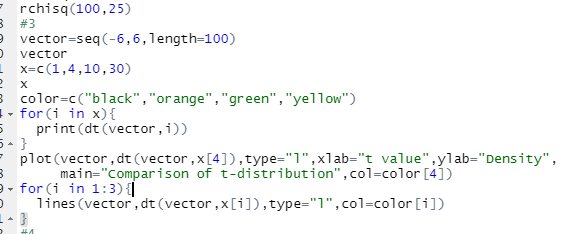 rchisq(100,25)
#3
vector=seq(-6,6,length=100)
vector
x=c(1,4,10,30)
x
color=c("black","orange","green","yellow")
for(i in x){
  print(dt(vector,i))
}
plot(vector,dt(vector,x[4]),type="l",xlab="t value",ylab="Density",
     main="Comparison of t-distribution",col=color[4])
for(i in 1:3){
  lines(vector,dt(vector,x[i]),type="l",col=color[i])
}
#4